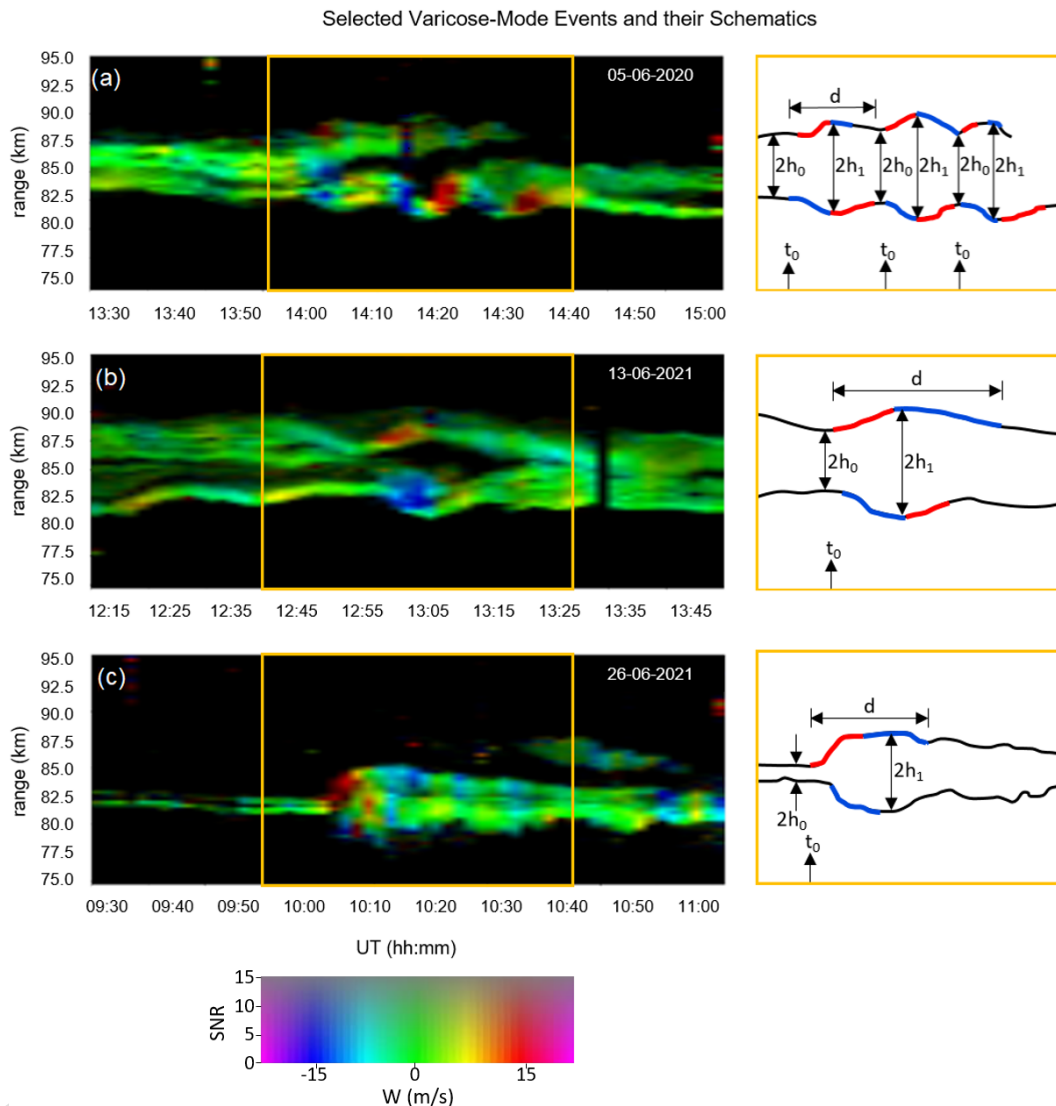 Selected Varicose-Mode Events and their Schematics
(a)
05-06-2020
range (km)
95.0
92.5
90.0
87.5
85.0
82.5
80.0
77.5
75.0
13:30 13:40 13:50 14:00 14:10 14:20 14:30 14:40 14:50 15:00
d
2h₀ 2h₁ 2h₀ 2h₁ 2h₀ 2h₁
t₀ t₀ t₀
(b)
13-06-2021
range (km)
95.0
92.5
90.0
87.5
85.0
82.5
80.0
77.5
75.0
12:15 12:25 12:35 12:45 12:55 13:05 13:15 13:25 13:35 13:45
d
2h₀ 2h₁
t₀
(c)
26-06-2021
range (km)
95.0
92.5
90.0
87.5
85.0
82.5
80.0
77.5
75.0
09:30 09:40 09:50 10:00 10:10 10:20 10:30 10:40 10:50 11:00
d
2h₁
2h₀
t₀
UT (hh:mm)
SNR
15
10
5
0
-15 0 15
W (m/s)